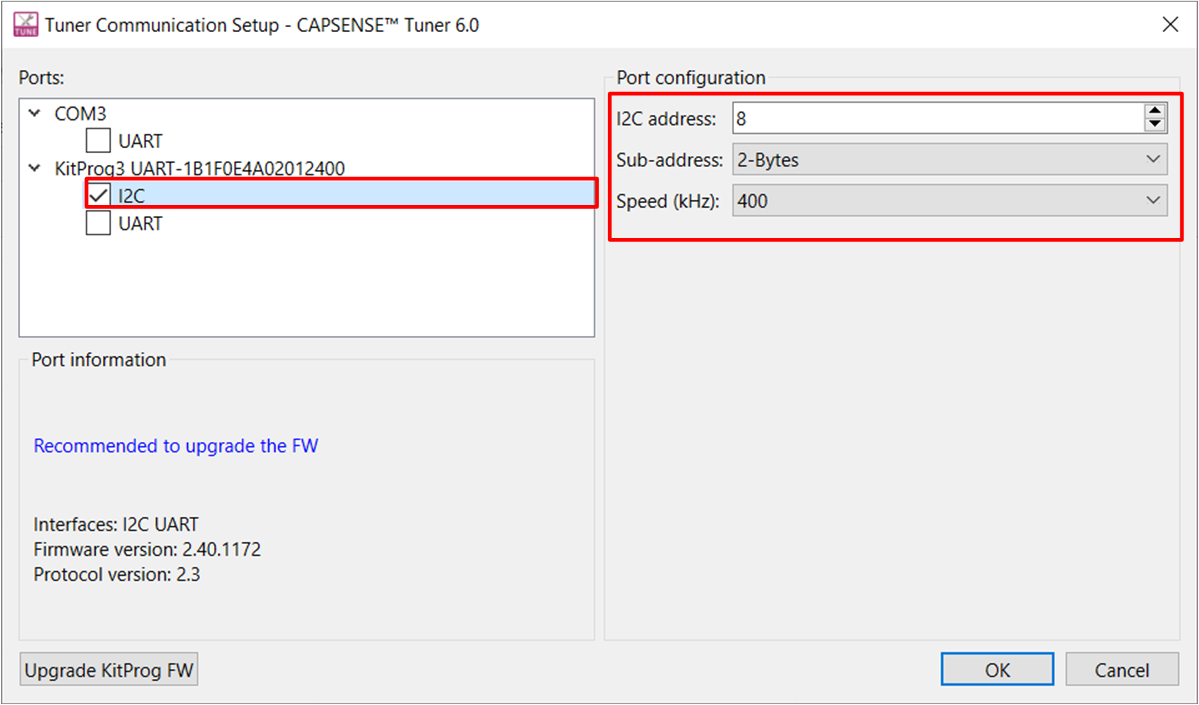 TUNE
Tuner Communication Setup - CAPSENSE™ Tuner 6.0
Ports:
COM3
UART
KitProg3 UART-1B1F0E4A02012400
I2C
UART
Port information
Recommended to upgrade the FW
Interfaces: I2C UART
Firmware version: 2.40.1172
Protocol version: 2.3
Port configuration
I2C address: 8
Sub-address: 2-Bytes
Speed (kHz): 400
Upgrade KitProg FW
OK
Cancel